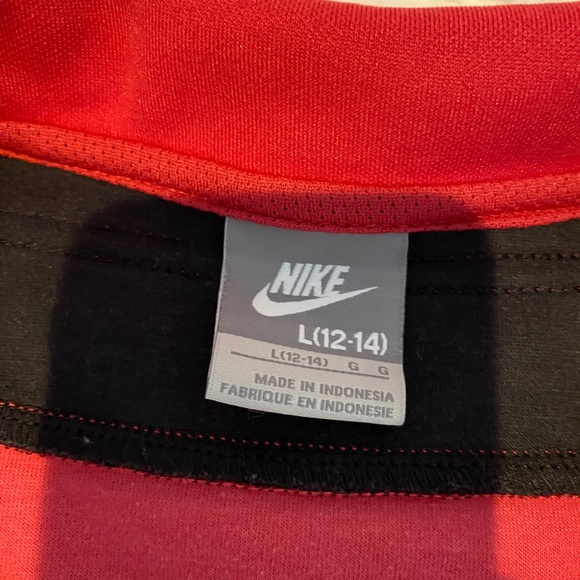 NIKE
L(12-14)
L(12-14) G G
MADE IN INDONESIA
FABRIQUE EN INDONESIE